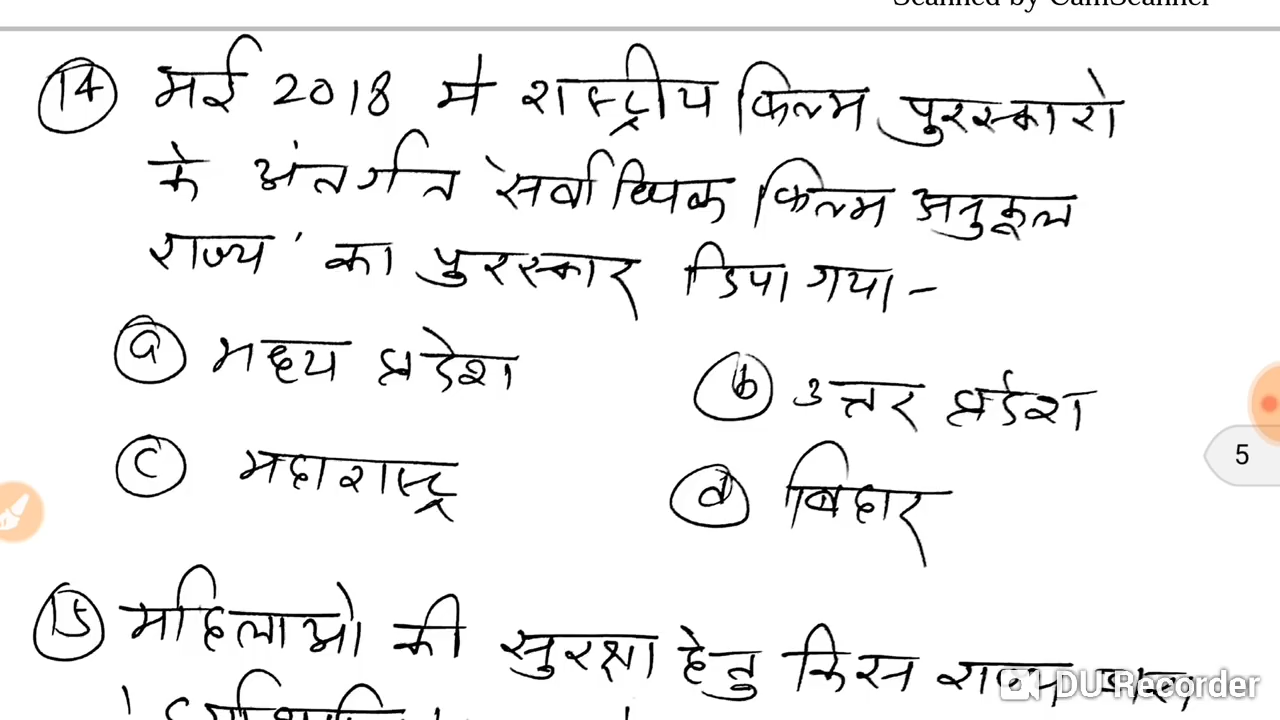 Scanned by CamScanner
14 मई 2018 मे राष्ट्रीय फिल्म पुरस्कारो
के अंतर्गत 'सर्वाधिक फिल्म अनुकूल
राज्य' का पुरस्कार दिया गया -
a मध्य प्रदेश
b उत्तर प्रदेश
c महाराष्ट्र
d बिहार
5
15 महिलाओ की सुरक्षा हेतु किस राज्य
DU Recorder